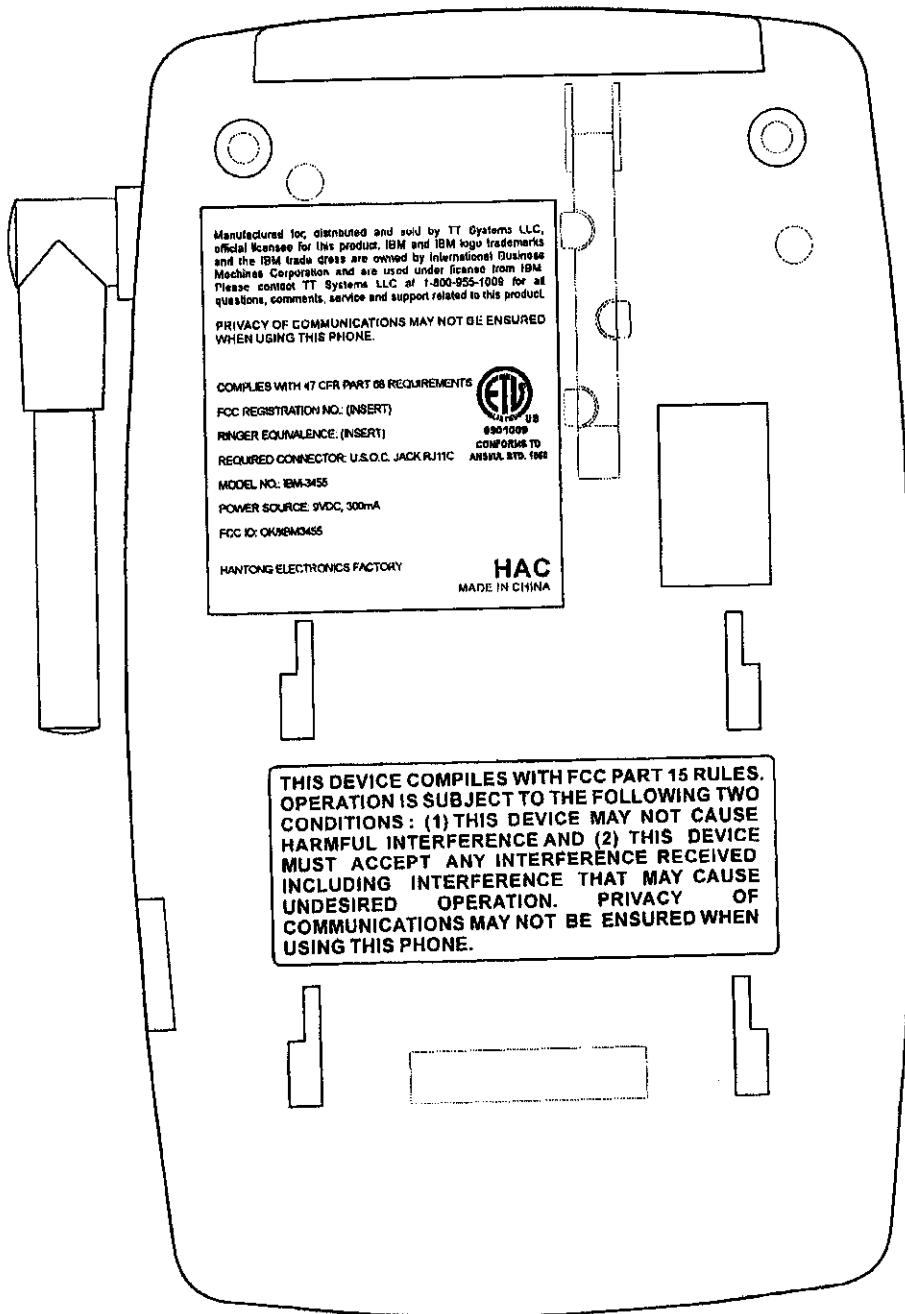 Manufactured for, distributed and sold by TT Systems LLC,
official licensee for this product, IBM and IBM logo trademarks
and the IBM trade dress are owned by International Business
Machines Corporation and are used under license from IBM.
Please contact TT Systems LLC at 1-800-955-1009 for all
questions, comments, service and support related to this product.
PRIVACY OF COMMUNICATIONS MAY NOT BE ENSURED
WHEN USING THIS PHONE.
COMPLIES WITH 47 CFR PART 68 REQUIREMENTS
FCC REGISTRATION NO.: (INSERT)
RINGER EQUIVALENCE: (INSERT)
REQUIRED CONNECTOR: U.S.O.C. JACK RJ11C
MODEL NO.: IBM-3455
POWER SOURCE: 9VDC, 300mA
FCC ID:
HANTONG ELECTRONICS FACTORY
US
CONFORMS TO
HAC
MADE IN CHINA
THIS DEVICE COMPILES WITH FCC PART 15 RULES.
OPERATION IS SUBJECT TO THE FOLLOWING TWO
CONDITIONS : (1) THIS DEVICE MAY NOT CAUSE
HARMFUL INTERFERENCE AND (2) THIS DEVICE
MUST ACCEPT ANY INTERFERENCE RECEIVED
INCLUDING INTERFERENCE THAT MAY CAUSE
UNDESIRED OPERATION. PRIVACY OF
COMMUNICATIONS MAY NOT BE ENSURED WHEN
USING THIS PHONE.